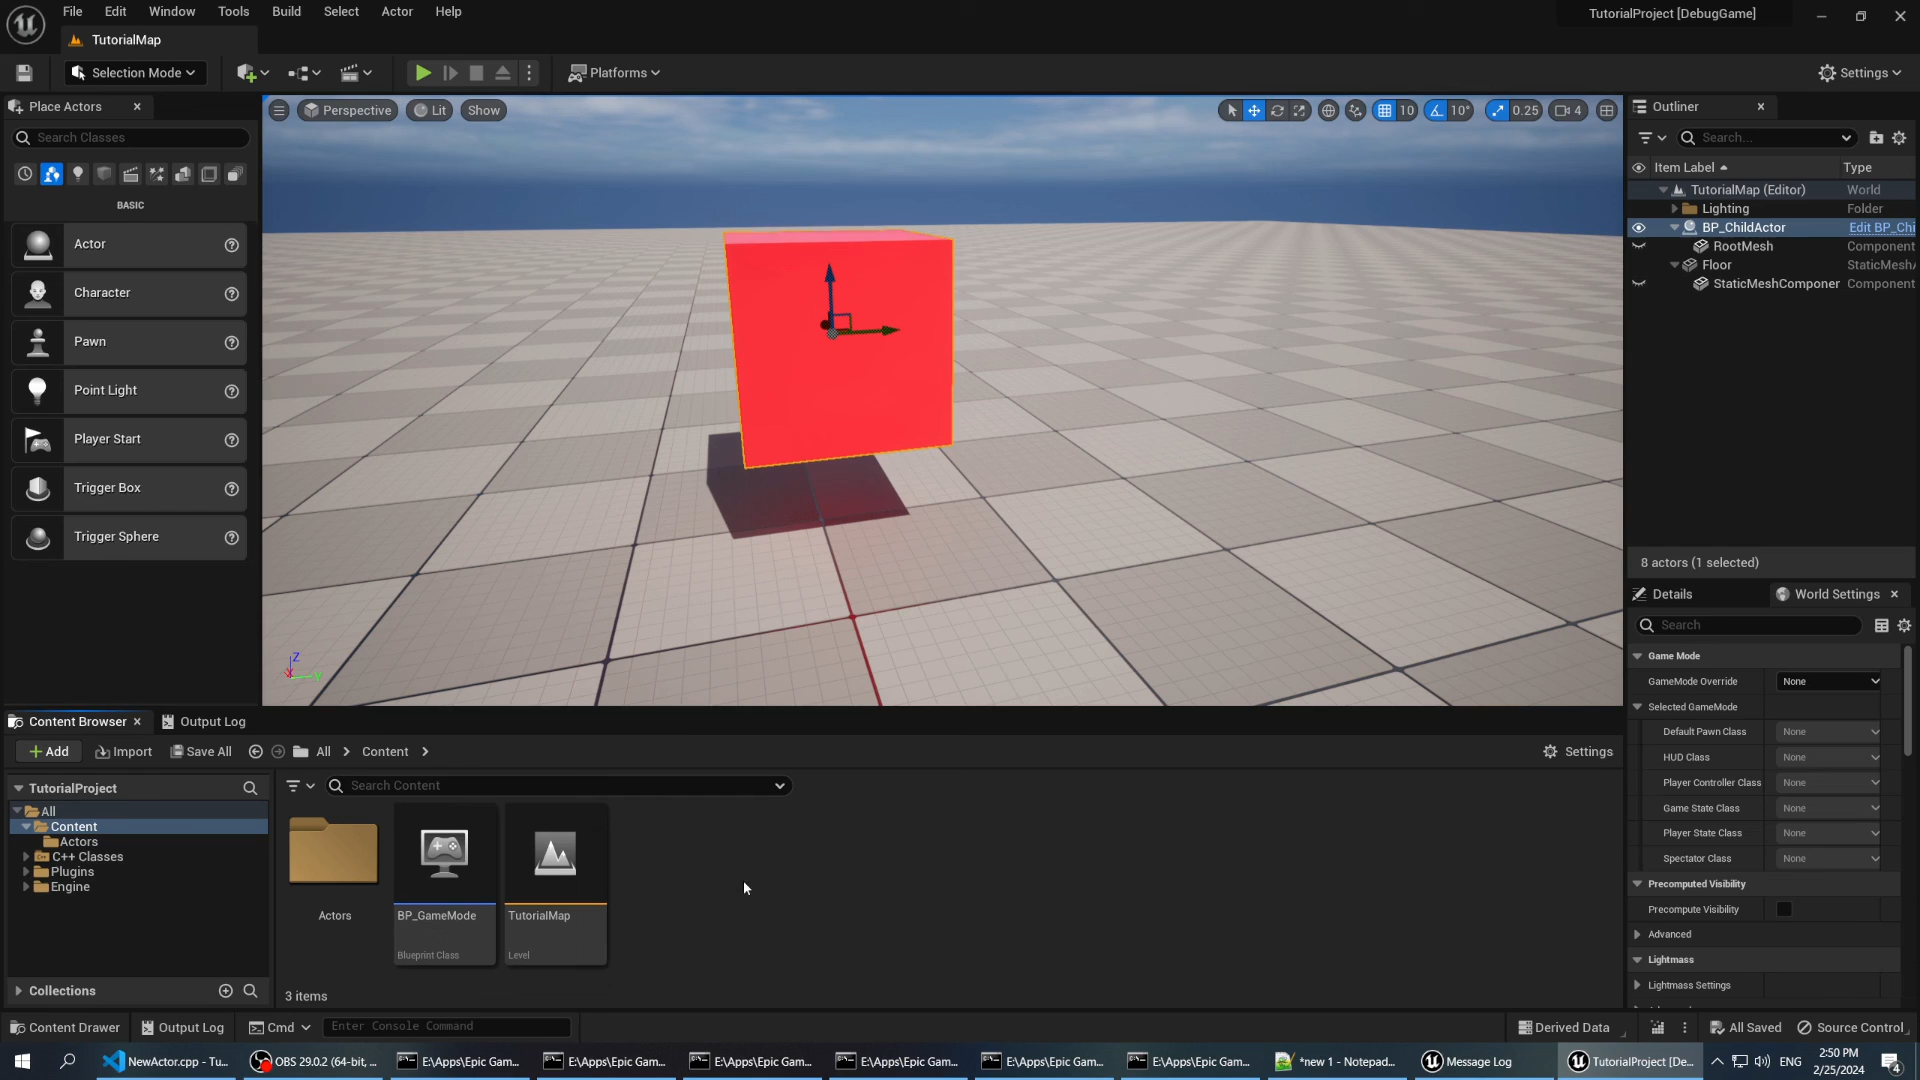 File Edit Window Tools Build Select Actor Help
TutorialProject [DebugGame]
TutorialMap
Selection Mode
Platforms
Settings
Place Actors
Search Classes
BASIC
Actor
Character
Pawn
Point Light
Player Start
Trigger Box
Trigger Sphere
Perspective Lit Show
10 10° 0.25 4
Z
X
Y
Outliner
Search...
Item Label Type
TutorialMap (Editor) World
Lighting Folder
BP_ChildActor Edit BP_Chi
RootMesh Component
Floor StaticMeshA
StaticMeshComponer Component
8 actors (1 selected)
Details World Settings
Search
Game Mode
GameMode Override None
Selected GameMode
Default Pawn Class None
HUD Class None
Player Controller Class None
Game State Class None
Player State Class None
Spectator Class None
Precomputed Visibility
Precompute Visibility
Advanced
Lightmass
Lightmass Settings
Content Browser Output Log
Add Import Save All All Content Settings
TutorialProject
All
Content
Actors
C++ Classes
Plugins
Engine
Collections
Search Content
Actors
BP_GameMode
Blueprint Class
TutorialMap
Level
3 items
Content Drawer Output Log Cmd Enter Console Command
Derived Data All Saved Source Control
NewActor.cpp - Tu...
OBS 29.0.2 (64-bit, ...
E:\Apps\Epic Gam...
E:\Apps\Epic Gam...
E:\Apps\Epic Gam...
E:\Apps\Epic Gam...
E:\Apps\Epic Gam...
E:\Apps\Epic Gam...
*new 1 - Notepad...
Message Log
TutorialProject [De...
ENG
2:50 PM
2/25/2024
4